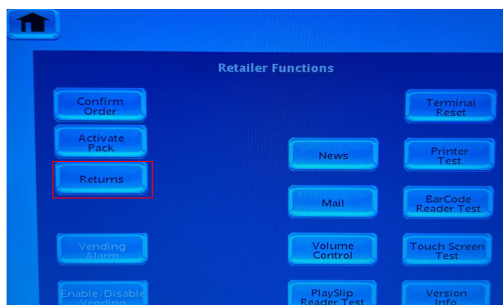 Retailer Functions
Confirm
Order
Terminal
Reset
Activate
Pack
News
Printer
Test
Returns
Mail
BarCode
Reader Test
Vending
Alarm
Volume
Control
Touch Screen
Test
Enable/Disable
Vending
PlaySlip
Reader Test
Version
Info